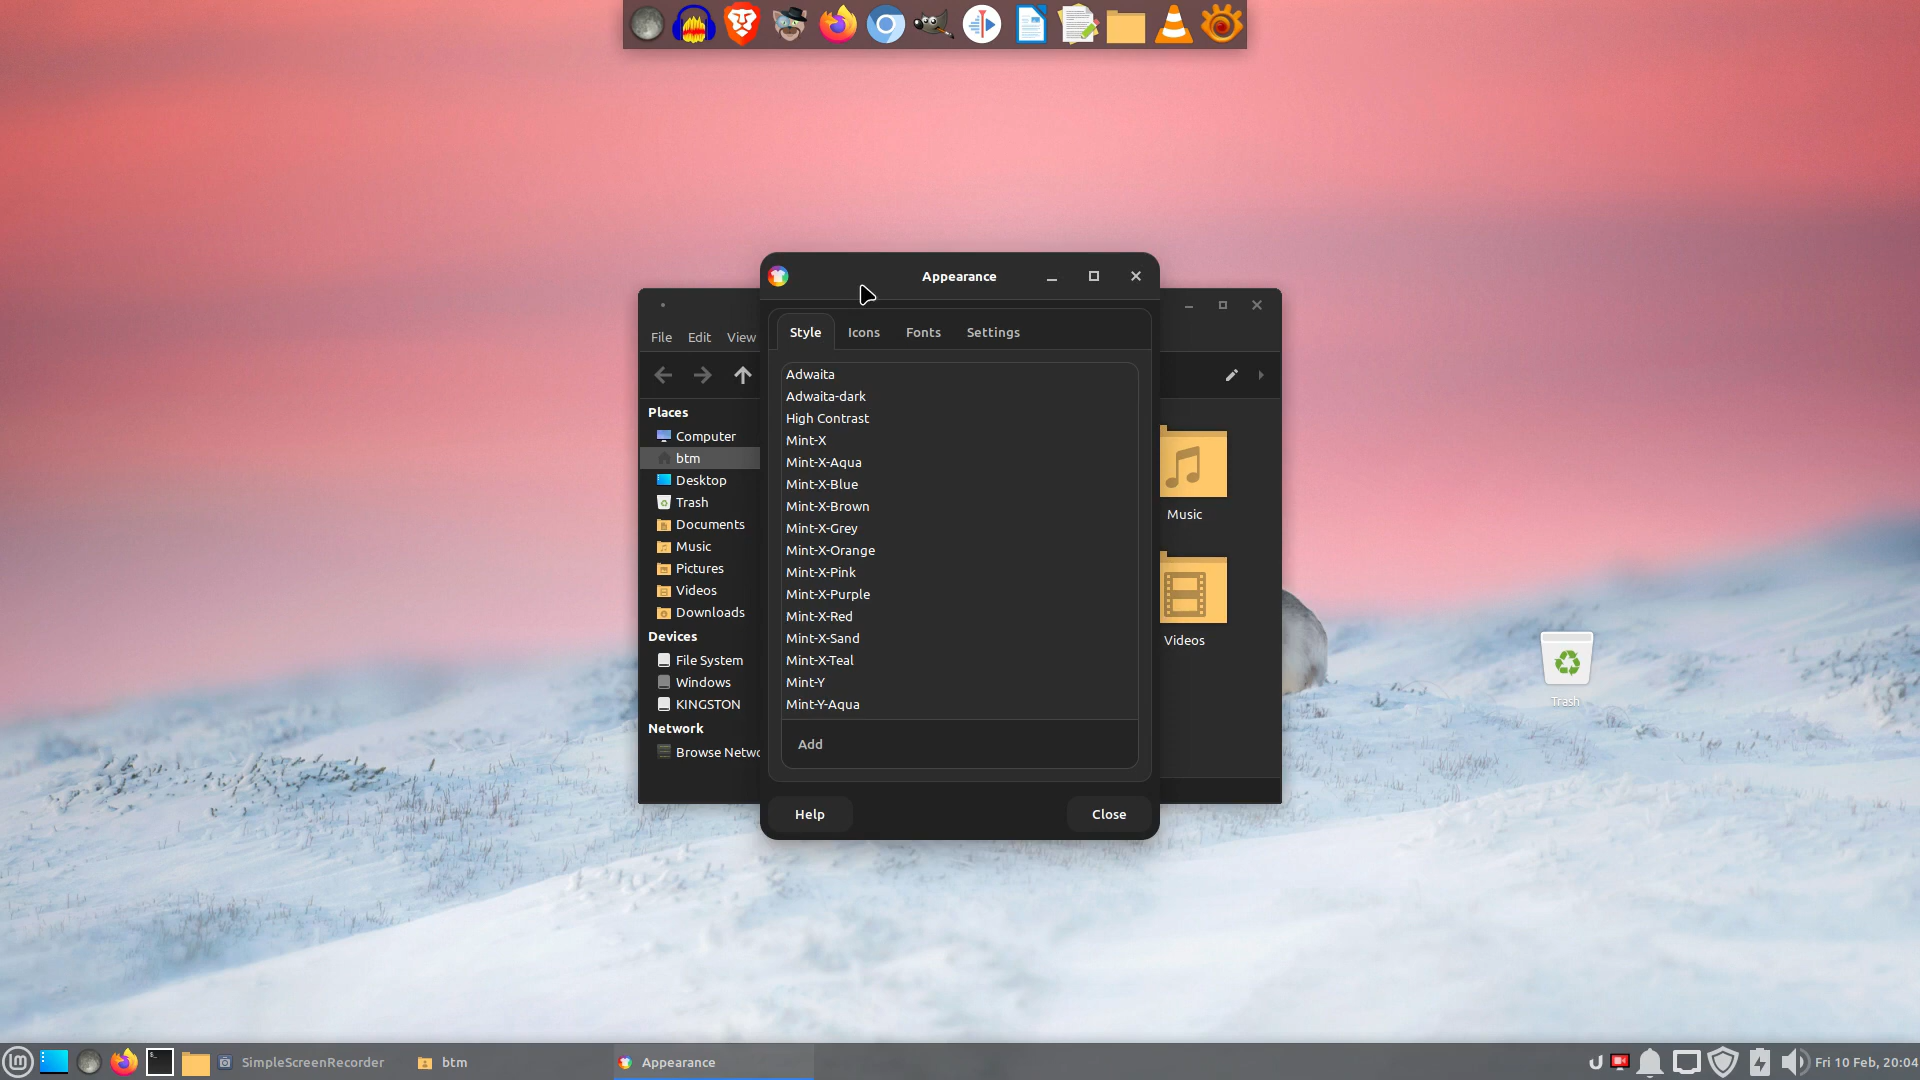 Appearance
Style Icons Fonts Settings
Adwaita
Adwaita-dark
High Contrast
Mint-X
Mint-X-Aqua
Mint-X-Blue
Mint-X-Brown
Mint-X-Grey
Mint-X-Orange
Mint-X-Pink
Mint-X-Purple
Mint-X-Red
Mint-X-Sand
Mint-X-Teal
Mint-Y
Mint-Y-Aqua
Add
Help Close
File Edit View
Places
Computer
btm
Desktop
Trash
Documents
Music
Pictures
Videos
Downloads
Devices
File System
Windows
KINGSTON
Network
Browse Netwo
Music
Videos
Trash
SimpleScreenRecorder btm Appearance
Fri 10 Feb, 20:04